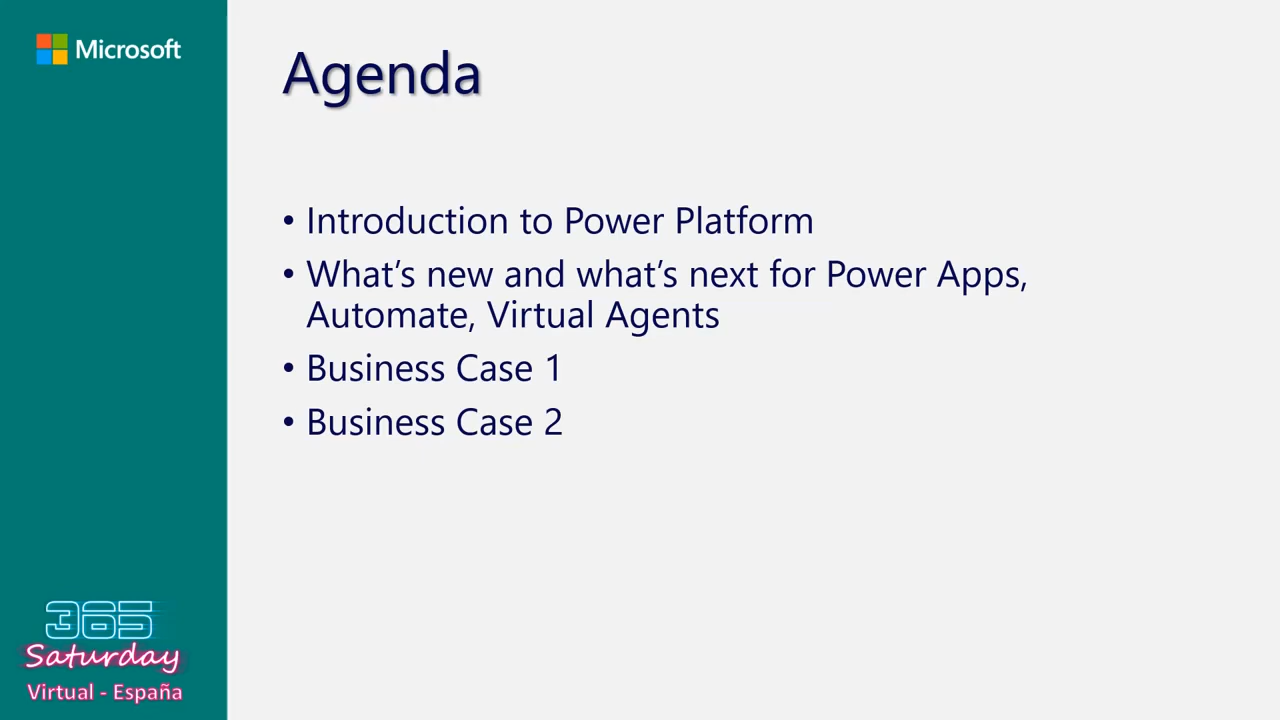 Microsoft
Agenda
• Introduction to Power Platform
• What’s new and what’s next for Power Apps,
Automate, Virtual Agents
• Business Case 1
• Business Case 2
365
Saturday
Virtual - España